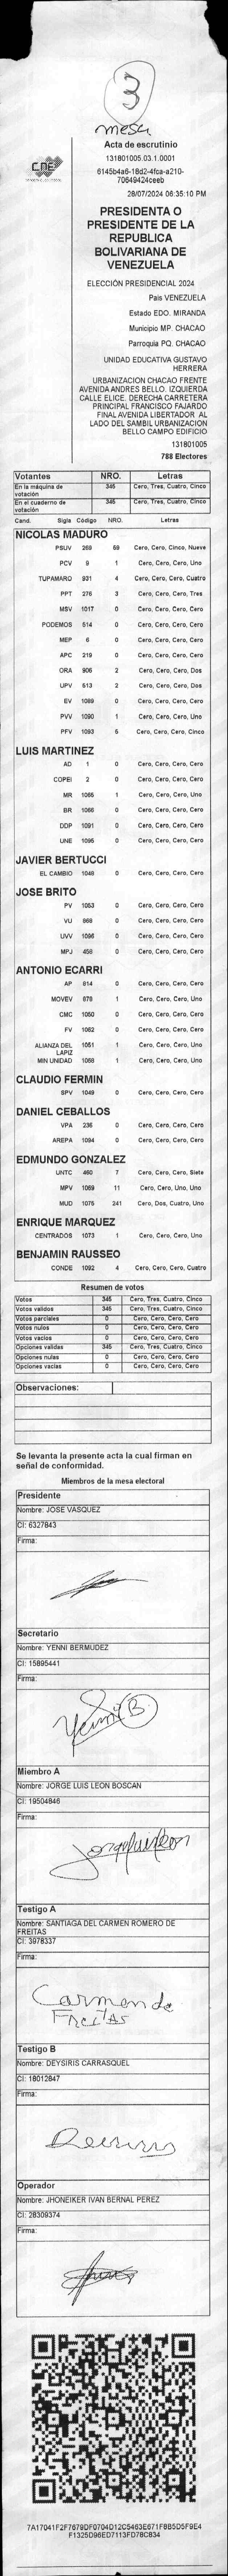 3
mesa
Acta de escrutinio
CNE
131801005.03.1.0001
6145b4a6-18d2-4fca-a210-
70649424ceeb
28/07/2024 06:35:10 PM
PRESIDENTA O
PRESIDENTE DE LA
REPUBLICA
BOLIVARIANA DE
VENEZUELA
ELECCIÓN PRESIDENCIAL 2024
Pais VENEZUELA
Estado EDO. MIRANDA
Municipio MP. CHACAO
Parroquia PQ. CHACAO
UNIDAD EDUCATIVA GUSTAVO
HERRERA
URBANIZACION CHACAO FRENTE
AVENIDA ANDRES BELLO. IZQUIERDA
CALLE ELICE. DERECHA CARRETERA
PRINCIPAL FRANCISCO FAJARDO
FINAL AVENIDA LIBERTADOR AL
LADO DEL SAMBIL URBANIZACION
BELLO CAMPO EDIFICIO
131801005
788 Electores
Votantes NRO. Letras
En la máquina de votación 345 Cero, Tres, Cuatro, Cinco
En el cuaderno de votación 345 Cero, Tres, Cuatro, Cinco
Cand. Sigla Código NRO. Letras
NICOLAS MADURO
PSUV 268 59 Cero, Cero, Cinco, Nueve
PCV 9 1 Cero, Cero, Cero, Uno
TUPAMARO 931 4 Cero, Cero, Cero, Cuatro
PPT 276 3 Cero, Cero, Cero, Tres
MSV 1017 0 Cero, Cero, Cero, Cero
PODEMOS 514 0 Cero, Cero, Cero, Cero
MEP 6 0 Cero, Cero, Cero, Cero
APC 219 0 Cero, Cero, Cero, Cero
ORA 906 2 Cero, Cero, Cero, Dos
UPV 513 2 Cero, Cero, Cero, Dos
EV 1089 0 Cero, Cero, Cero, Cero
PVV 1090 1 Cero, Cero, Cero, Uno
PFV 1093 5 Cero, Cero, Cero, Cinco
LUIS MARTINEZ
AD 1 0 Cero, Cero, Cero, Cero
COPEI 2 0 Cero, Cero, Cero, Cero
MR 1065 1 Cero, Cero, Cero, Uno
BR 1066 0 Cero, Cero, Cero, Cero
DDP 1091 0 Cero, Cero, Cero, Cero
UNE 1095 0 Cero, Cero, Cero, Cero
JAVIER BERTUCCI
EL CAMBIO 1048 0 Cero, Cero, Cero, Cero
JOSE BRITO
PV 1053 0 Cero, Cero, Cero, Cero
VU 868 0 Cero, Cero, Cero, Cero
UVV 1096 0 Cero, Cero, Cero, Cero
MPJ 458 0 Cero, Cero, Cero, Cero
ANTONIO ECARRI
AP 814 0 Cero, Cero, Cero, Cero
MOVEV 878 1 Cero, Cero, Cero, Uno
CMC 1050 0 Cero, Cero, Cero, Cero
FV 1082 0 Cero, Cero, Cero, Cero
ALIANZA DEL LAPIZ 1051 1 Cero, Cero, Cero, Uno
MIN UNIDAD 1058 1 Cero, Cero, Cero, Uno
CLAUDIO FERMIN
SPV 1049 0 Cero, Cero, Cero, Cero
DANIEL CEBALLOS
VPA 236 0 Cero, Cero, Cero, Cero
AREPA 1094 0 Cero, Cero, Cero, Cero
EDMUNDO GONZALEZ
UNTC 460 7 Cero, Cero, Cero, Siete
MPV 1059 11 Cero, Cero, Uno, Uno
MUD 1075 241 Cero, Dos, Cuatro, Uno
ENRIQUE MARQUEZ
CENTRADOS 1073 1 Cero, Cero, Cero, Uno
BENJAMIN RAUSSEO
CONDE 1092 4 Cero, Cero, Cero, Cuatro
Resumen de votos
Votos 345 Cero, Tres, Cuatro, Cinco
Votos validos 345 Cero, Tres, Cuatro, Cinco
Votos parciales 0 Cero, Cero, Cero, Cero
Votos nulos 0 Cero, Cero, Cero, Cero
Votos vacios 0 Cero, Cero, Cero, Cero
Opciones validas 345 Cero, Tres, Cuatro, Cinco
Opciones nulas 0 Cero, Cero, Cero, Cero
Opciones vacias 0 Cero, Cero, Cero, Cero
Observaciones:
Se levanta la presente acta la cual firman en
señal de conformidad.
Miembros de la mesa electoral
Presidente
Nombre: JOSE VASQUEZ
CI: 6327843
Firma:
Secretario
Nombre: YENNI BERMUDEZ
CI: 15895441
Firma:
Yenni B.
Miembro A
Nombre: JORGE LUIS LEON BOSCAN
CI: 19504846
Firma:
Testigo A
Nombre: SANTIAGA DEL CARMEN ROMERO DE
FREITAS
CI: 3978337
Firma:
Carmen de
Freitas
Testigo B
Nombre: DEYSIRIS CARRASQUEL
CI: 18012847
Firma:
Operador
Nombre: JHONEIKER IVAN BERNAL PEREZ
CI: 28309374
Firma:
7A17041F2F7679DF0704D12C5463E671F8B5D5F9E4
F1325D96ED7113FD78C834